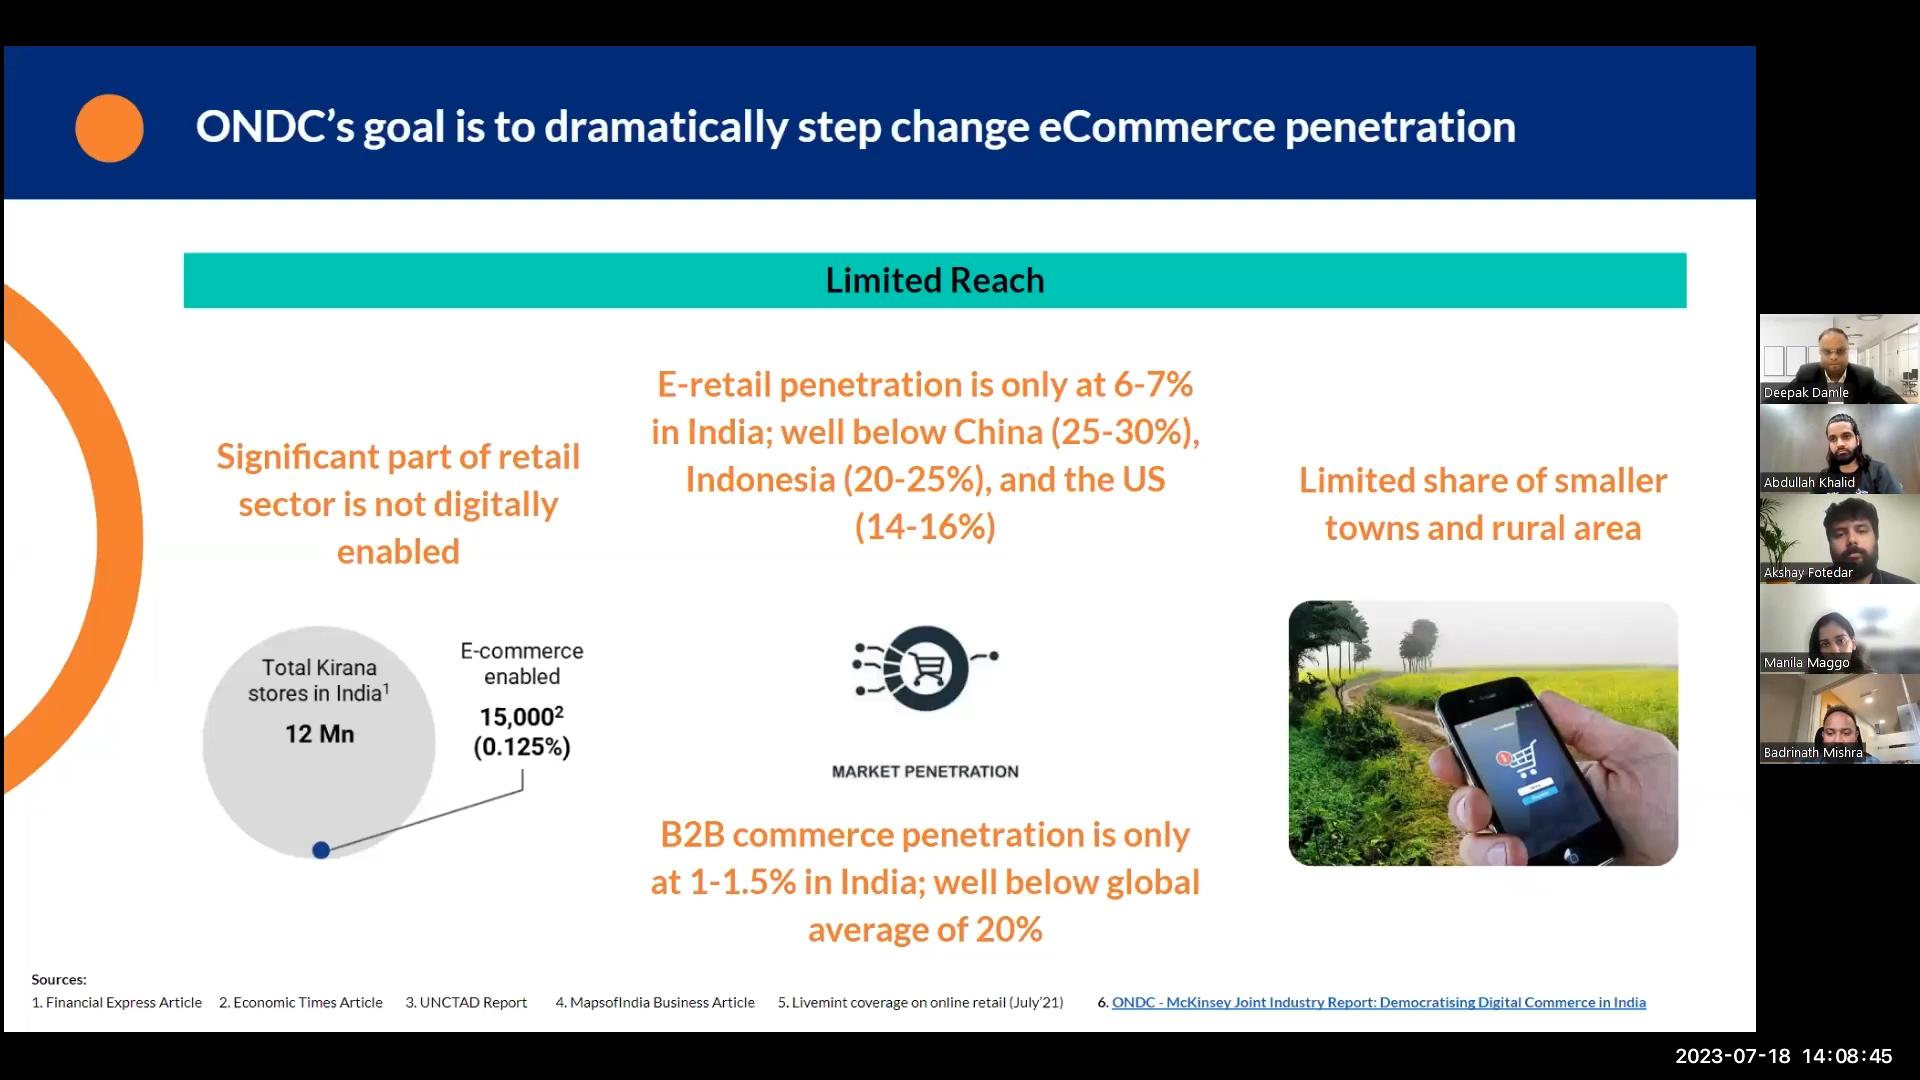 ONDC’s goal is to dramatically step change eCommerce penetration
Limited Reach
Significant part of retail
sector is not digitally
enabled
Total Kirana
stores in India¹
12 Mn
E-commerce
enabled
15,000²
(0.125%)
E-retail penetration is only at 6-7%
in India; well below China (25-30%),
Indonesia (20-25%), and the US
(14-16%)
MARKET PENETRATION
B2B commerce penetration is only
at 1-1.5% in India; well below global
average of 20%
Limited share of smaller
towns and rural area
Sources:
1. Financial Express Article 2. Economic Times Article 3. UNCTAD Report 4. MapsofIndia Business Article 5. Livemint coverage on online retail (July’21) 6. ONDC - McKinsey Joint Industry Report: Democratising Digital Commerce in India
Deepak Damle
Abdullah Khalid
Akshay Fotedar
Manila Maggo
Badrinath Mishra
2023-07-18 14:08:45